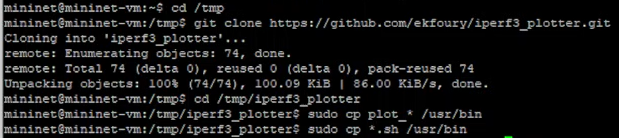 mininet@mininet-vm:~$ cd /tmp
mininet@mininet-vm:/tmp$ git clone https://github.com/ekfoury/iperf3_plotter.git
Cloning into 'iperf3_plotter'...
remote: Enumerating objects: 74, done.
remote: Total 74 (delta 0), reused 0 (delta 0), pack-reused 74
Unpacking objects: 100% (74/74), 100.09 KiB | 86.00 KiB/s, done.
mininet@mininet-vm:/tmp$ cd /tmp/iperf3_plotter
mininet@mininet-vm:/tmp/iperf3_plotter$ sudo cp plot_* /usr/bin
mininet@mininet-vm:/tmp/iperf3_plotter$ sudo cp *.sh /usr/bin